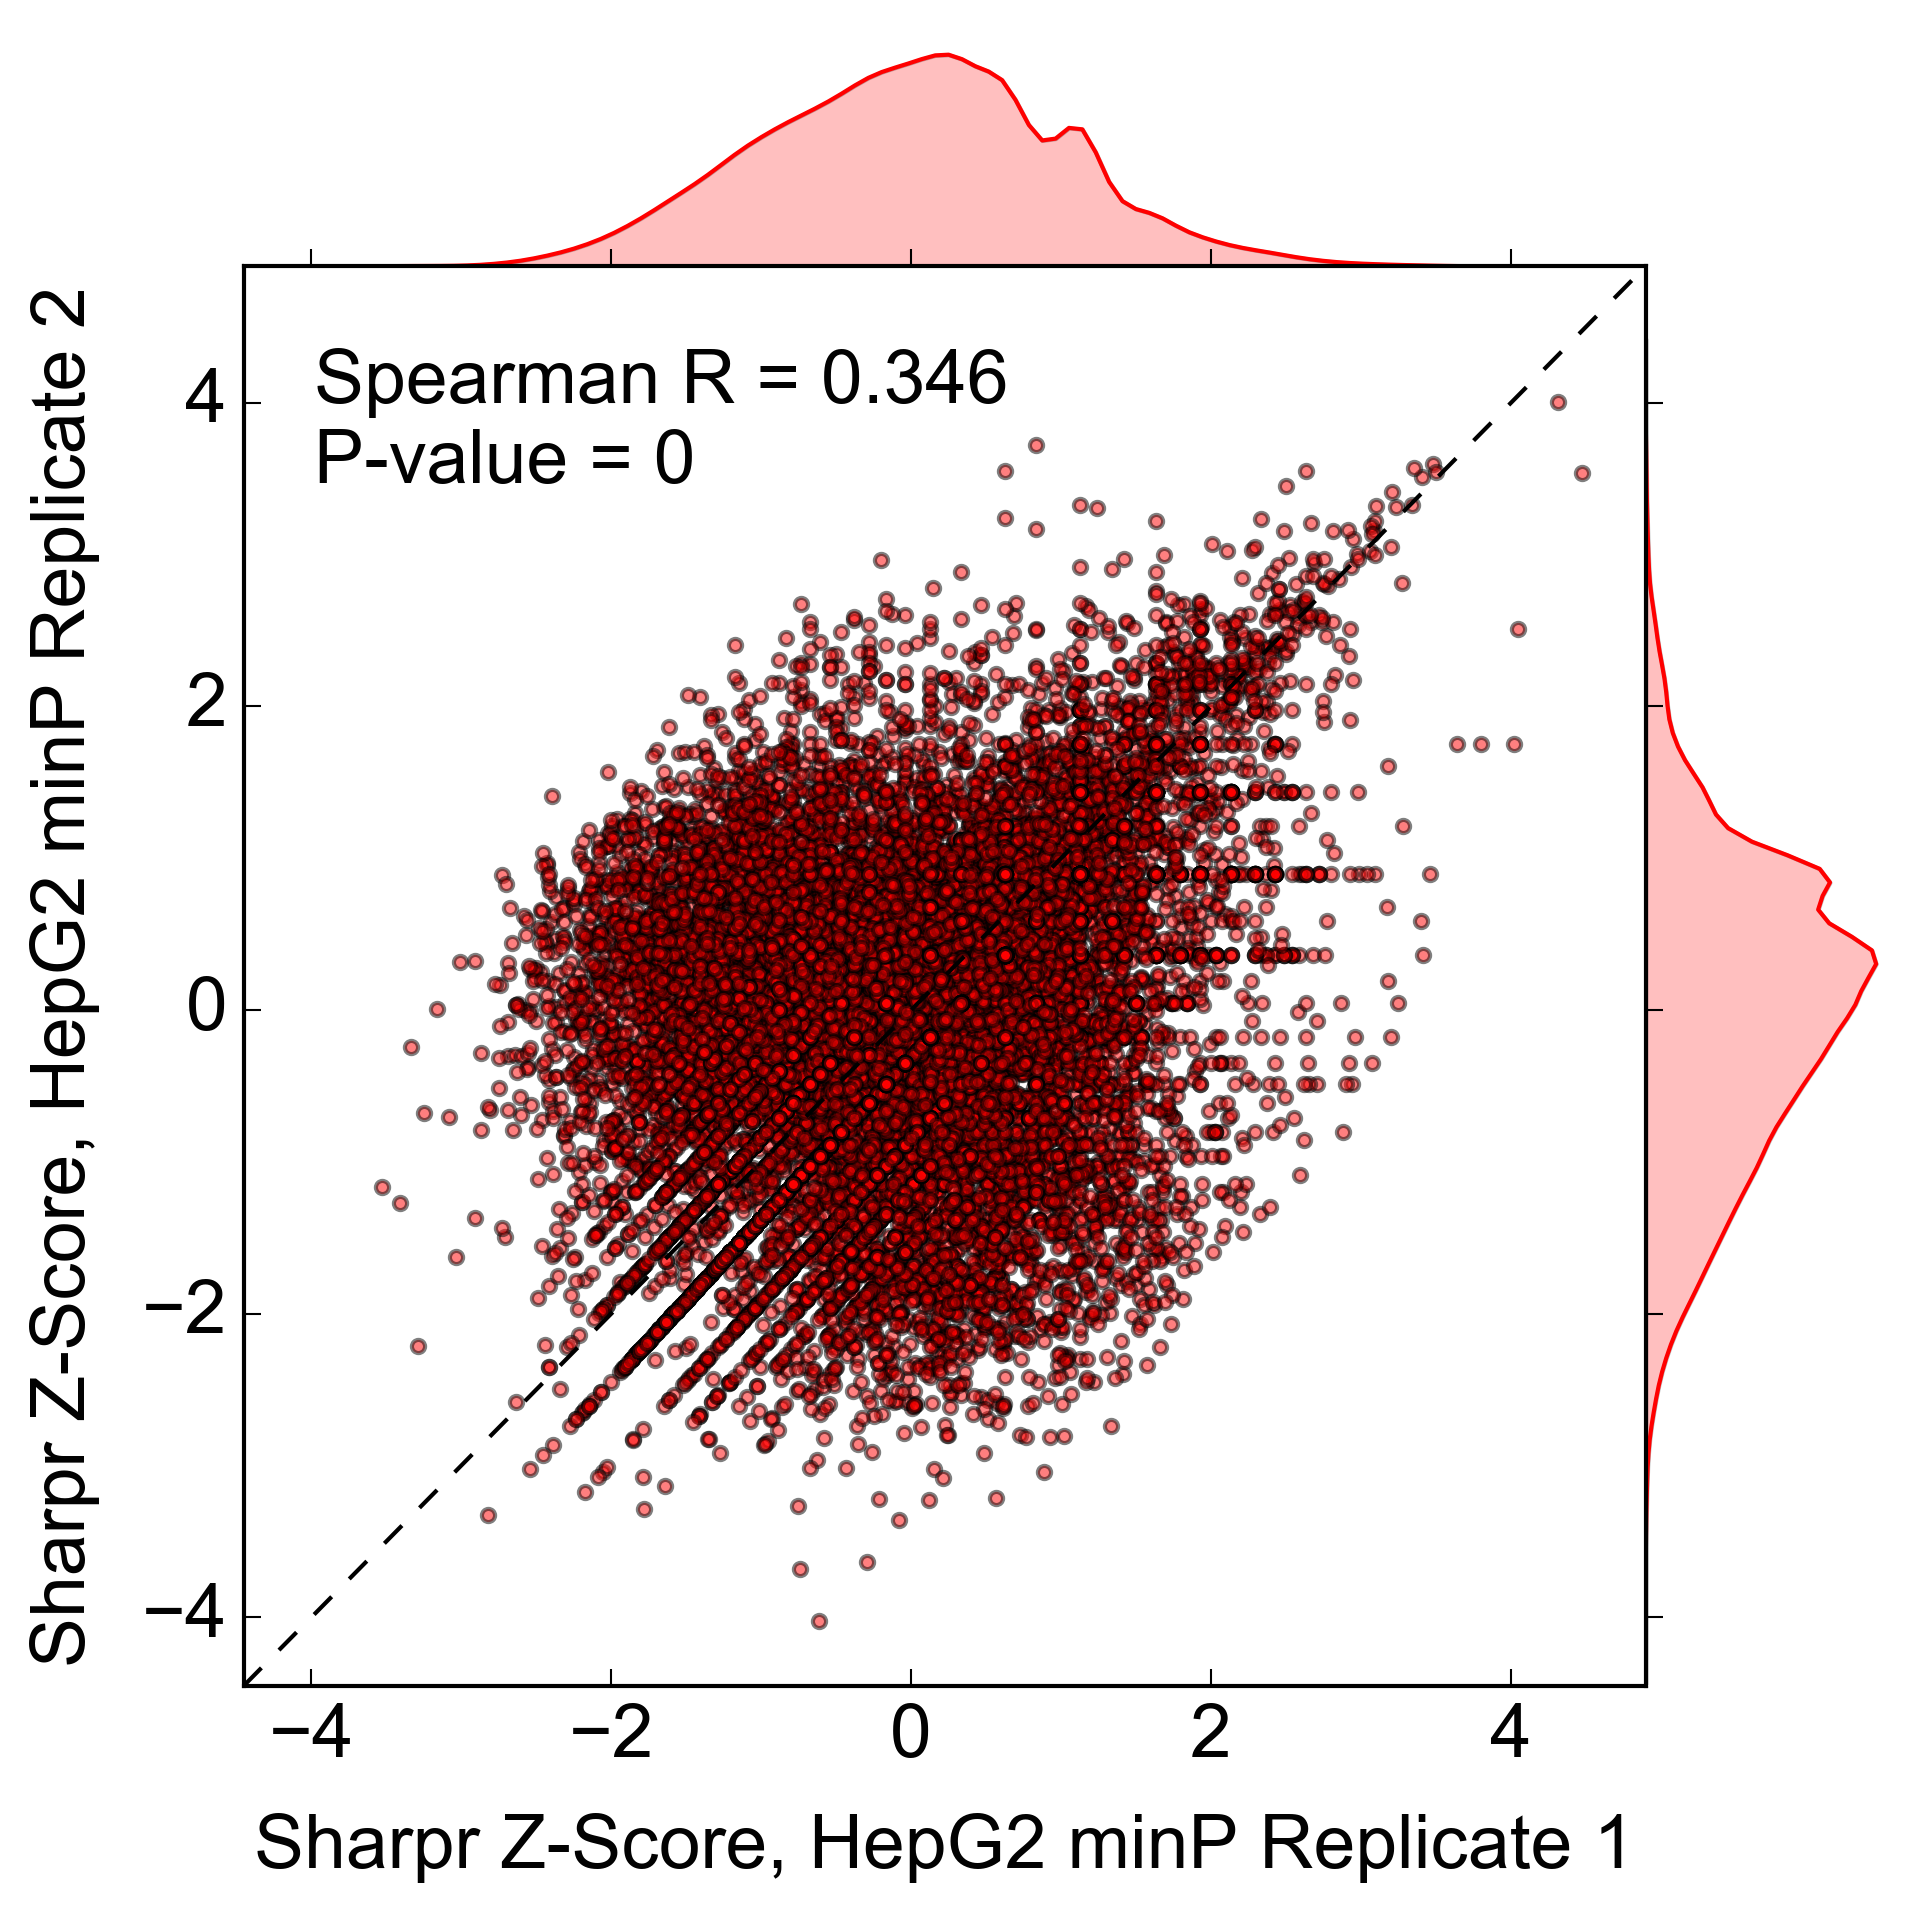 Spearman R = 0.346
P-value = 0
4
2
0
−2
−4
Sharpr Z-Score, HepG2 minP Replicate 2
−4 −2 0 2 4
Sharpr Z-Score, HepG2 minP Replicate 1